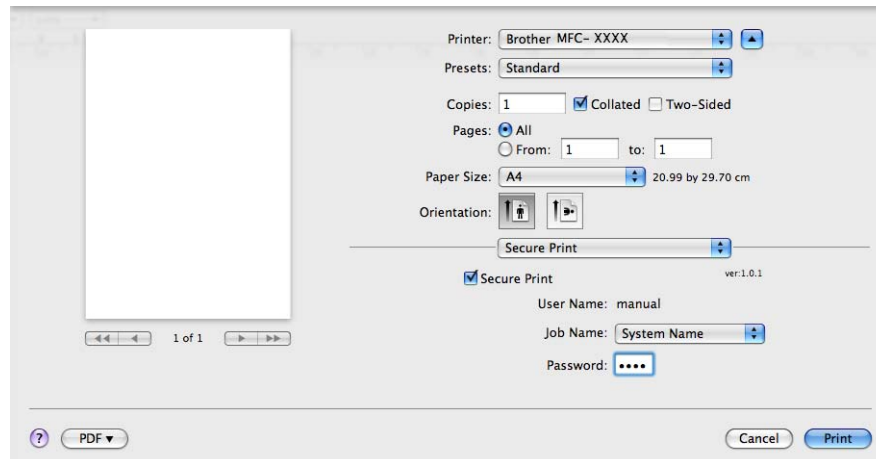 Printer: Brother MFC- XXXX
Presets: Standard
Copies: 1 Collated Two-Sided
Pages: All
From: 1 to: 1
Paper Size: A4 20.99 by 29.70 cm
Orientation:
Secure Print
Secure Print ver:1.0.1
User Name: manual
Job Name: System Name
Password: ••••
1 of 1
? PDF▼ Cancel Print